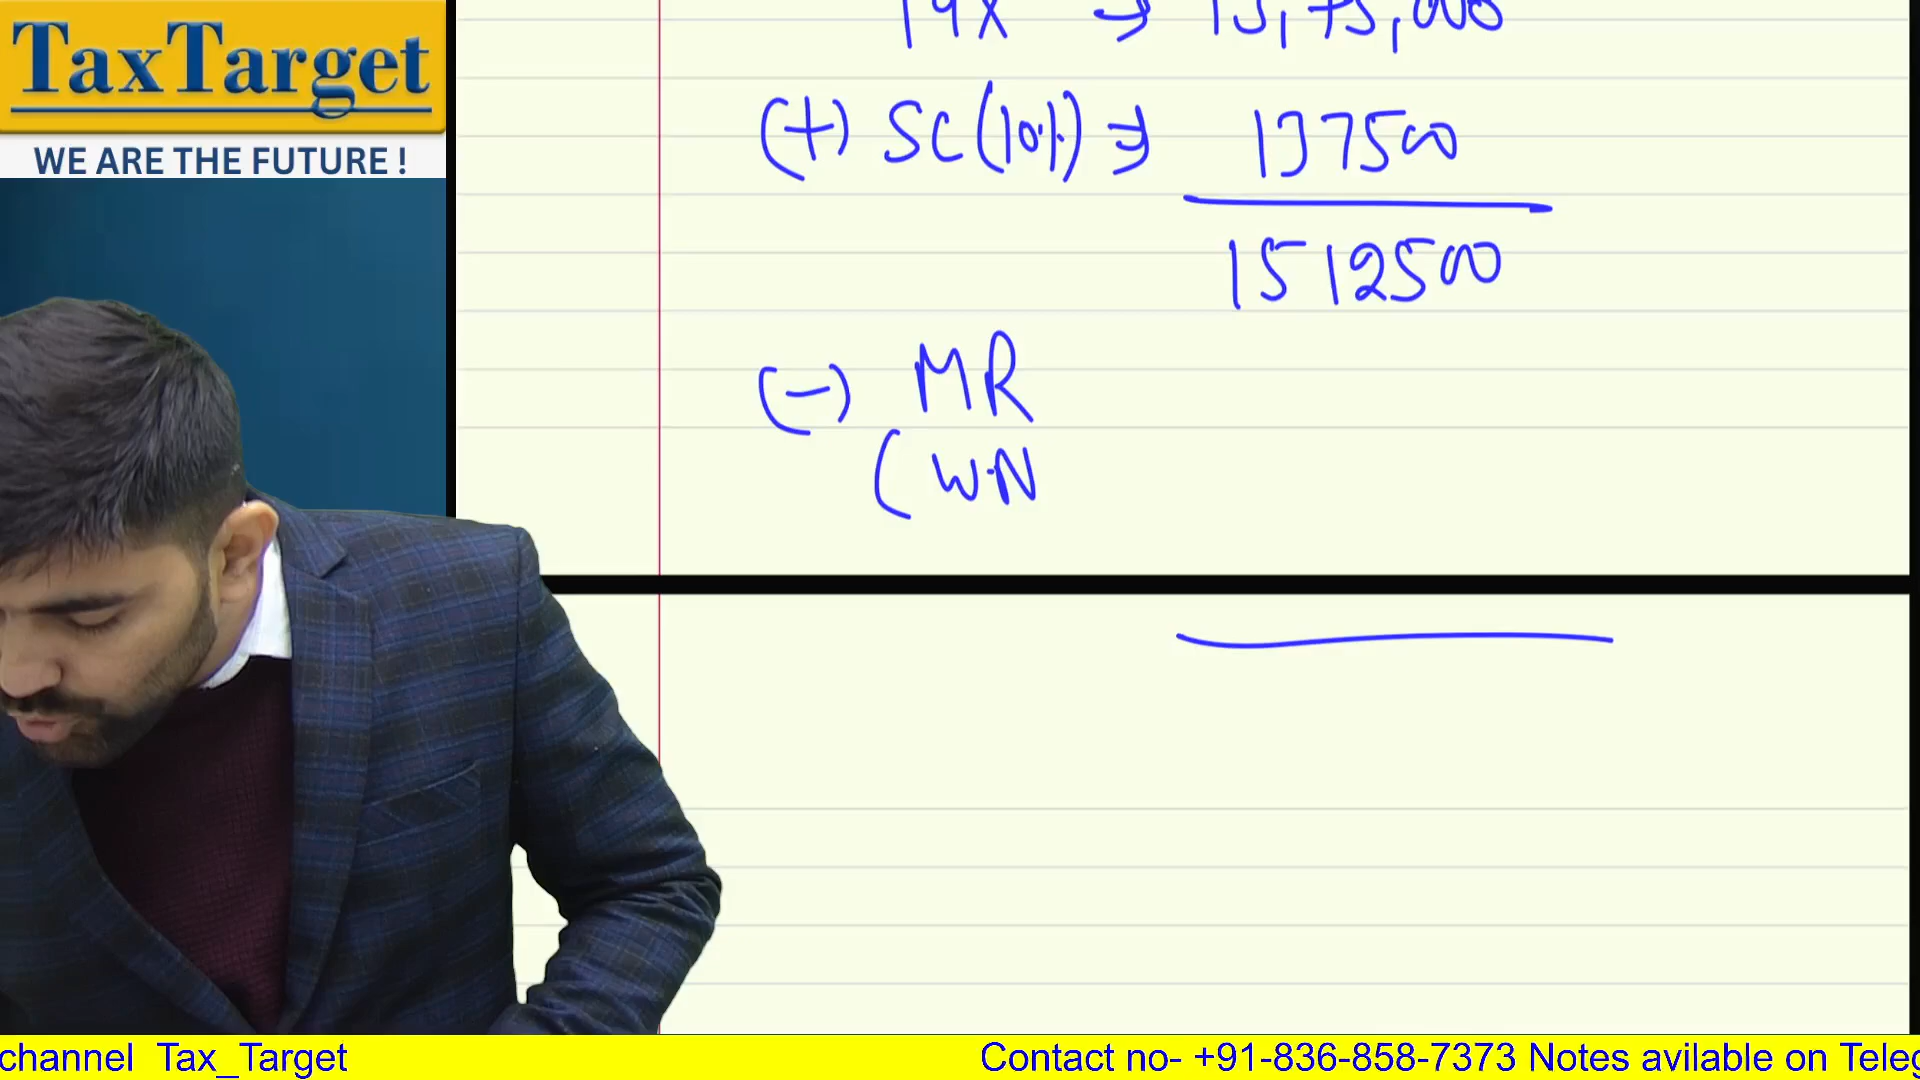 TaxTarget
WE ARE THE FUTURE !
(+) SC (10%) ⇒ 137500
1512500
(-) MR
( W.N
channel Tax_Target
Contact no- +91-836-858-7373 Notes avilable on Teleg